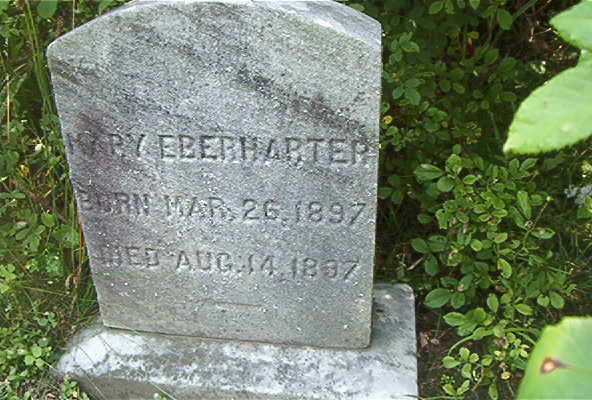 MARY EBERHARTER
BORN MAR. 26, 1897
DIED AUG. 14, 1897